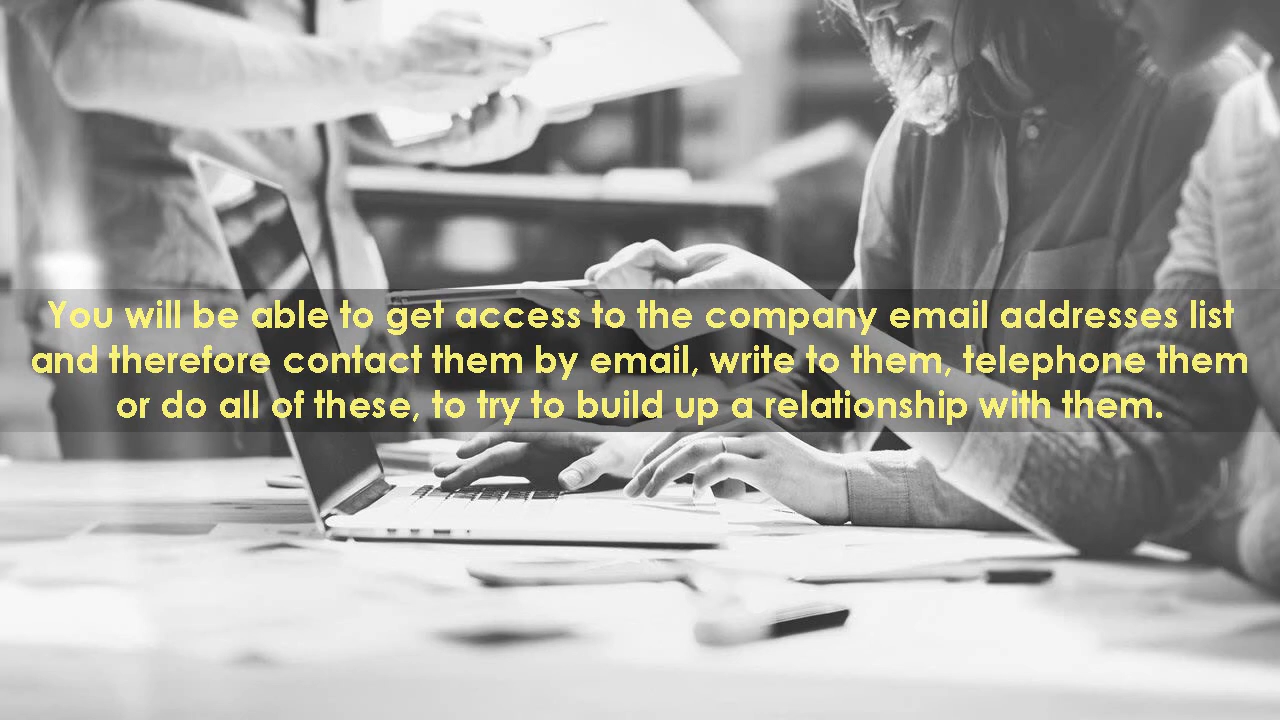 You will be able to get access to the company email addresses list
and therefore contact them by email, write to them, telephone them
or do all of these, to try to build up a relationship with them.